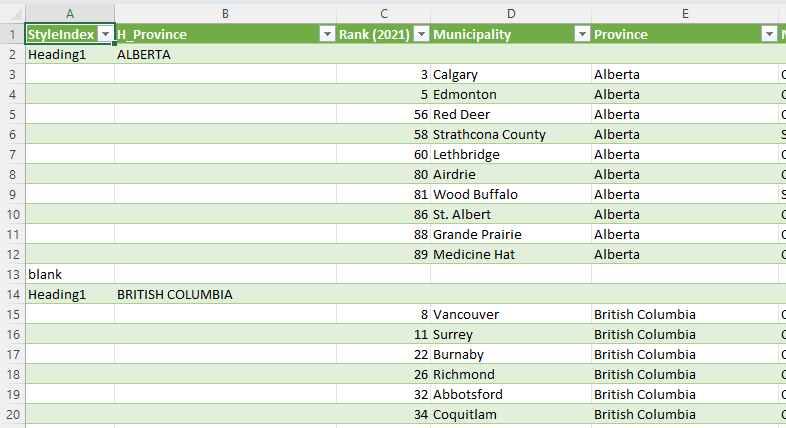 A B C D E
1 StyleIndex H_Province Rank (2021) Municipality Province
2 Heading1 ALBERTA
3 3 Calgary Alberta
4 5 Edmonton Alberta
5 56 Red Deer Alberta
6 58 Strathcona County Alberta
7 60 Lethbridge Alberta
8 80 Airdrie Alberta
9 81 Wood Buffalo Alberta
10 86 St. Albert Alberta
11 88 Grande Prairie Alberta
12 89 Medicine Hat Alberta
13 blank
14 Heading1 BRITISH COLUMBIA
15 8 Vancouver British Columbia
16 11 Surrey British Columbia
17 22 Burnaby British Columbia
18 26 Richmond British Columbia
19 32 Abbotsford British Columbia
20 34 Coquitlam British Columbia